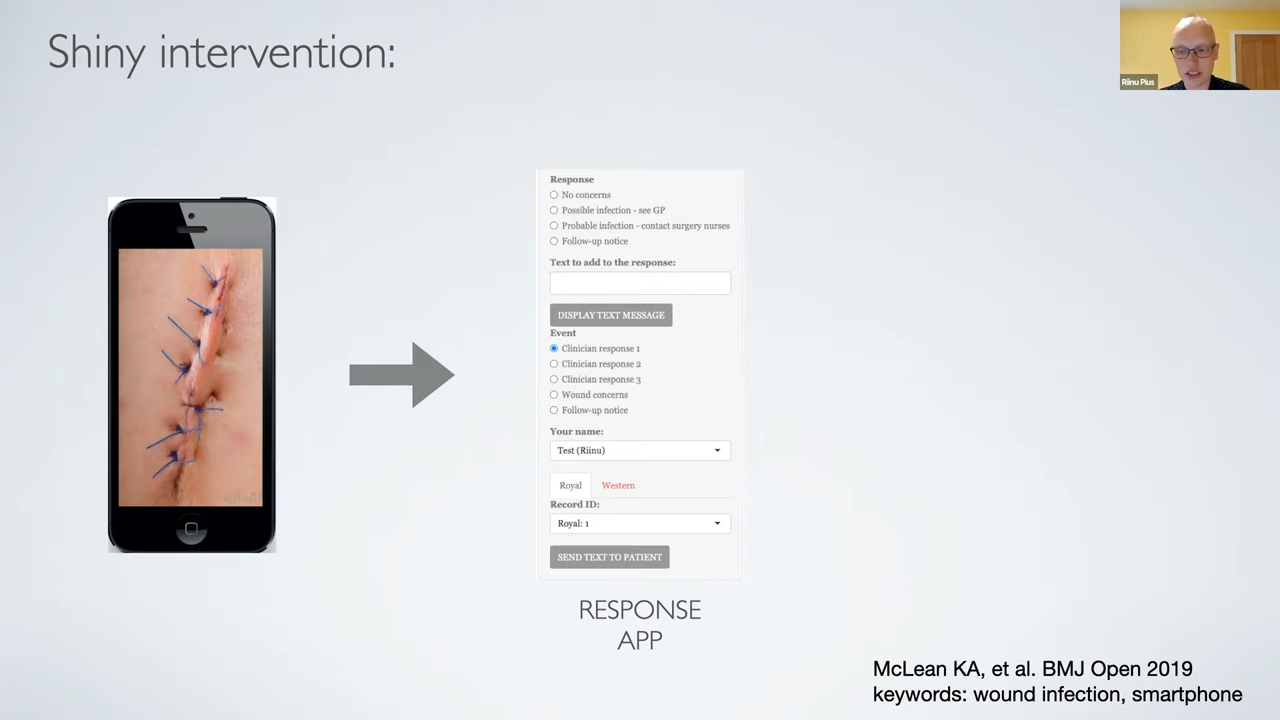 Shiny intervention:
Riinu Pius
Response
No concerns
Possible infection - see GP
Probable infection - contact surgery nurses
Follow-up notice
Text to add to the response:
DISPLAY TEXT MESSAGE
Event
Clinician response 1
Clinician response 2
Clinician response 3
Wound concerns
Follow-up notice
Your name:
Test (Riinu)
Royal Western
Record ID:
Royal: 1
SEND TEXT TO PATIENT
RESPONSE
APP
McLean KA, et al. BMJ Open 2019
keywords: wound infection, smartphone